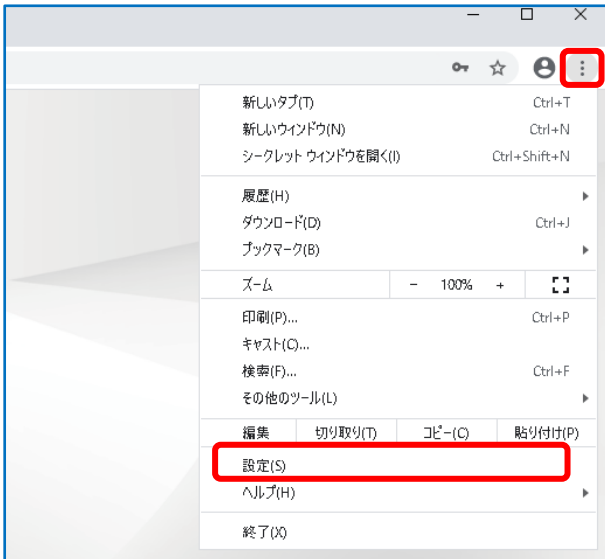 新しいタブ(T) Ctrl+T
新しいウィンドウ(N) Ctrl+N
シークレット ウィンドウを開く(I) Ctrl+Shift+N
履歴(H)
ダウンロード(D) Ctrl+J
ブックマーク(B)
ズーム - 100% +
印刷(P)... Ctrl+P
キャスト(C)...
検索(F)... Ctrl+F
その他のツール(L)
編集 切り取り(T) コピー(C) 貼り付け(P)
設定(S)
ヘルプ(H)
終了(X)